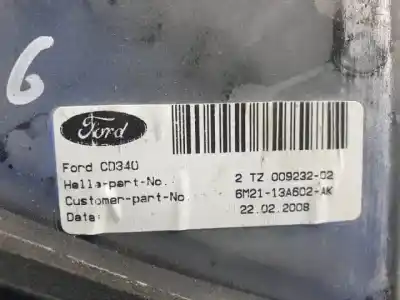 6
Ford
Ford CD340
Hella-part-No.: 2 TZ 009232-02
Customer-part-No 6M21-13A602-AK
Data: 22.02.2008